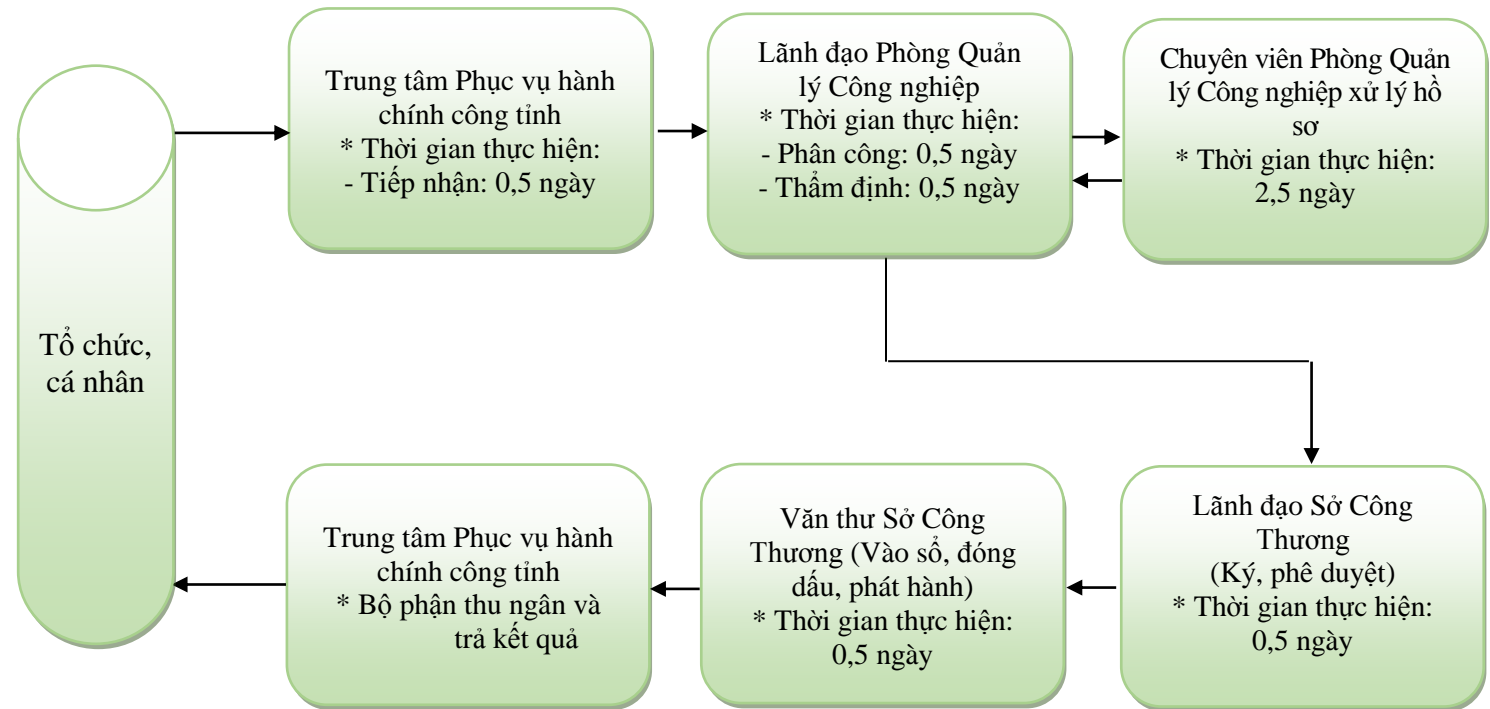 Tổ chức,
cá nhân
Trung tâm Phục vụ hành
chính công tỉnh
* Thời gian thực hiện:
- Tiếp nhận: 0,5 ngày
Lãnh đạo Phòng Quản
lý Công nghiệp
* Thời gian thực hiện:
- Phân công: 0,5 ngày
- Thẩm định: 0,5 ngày
Chuyên viên Phòng Quản
lý Công nghiệp xử lý hồ
sơ
* Thời gian thực hiện:
2,5 ngày
Lãnh đạo Sở Công
Thương
(Ký, phê duyệt)
* Thời gian thực hiện:
0,5 ngày
Văn thư Sở Công
Thương (Vào sổ, đóng
dấu, phát hành)
* Thời gian thực hiện:
0,5 ngày
Trung tâm Phục vụ hành
chính công tỉnh
* Bộ phận thu ngân và
trả kết quả